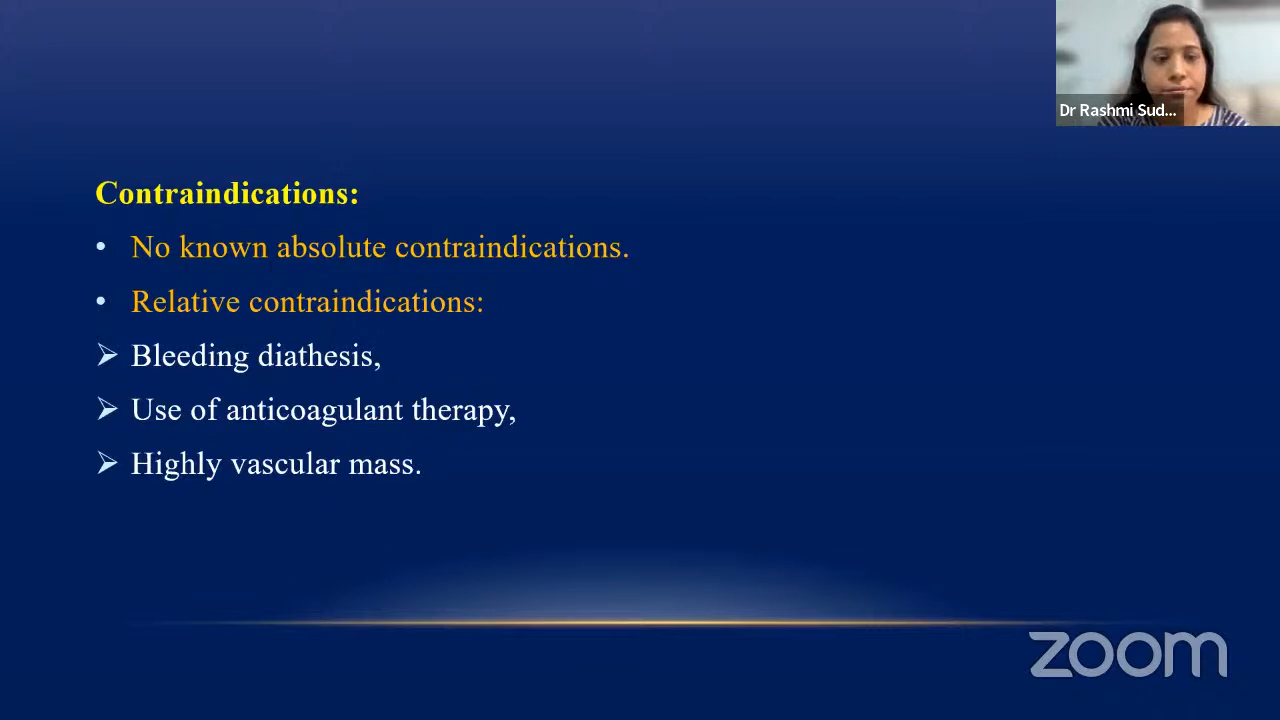 Dr Rashmi Sud...
Contraindications:
• No known absolute contraindications.
• Relative contraindications:
➢ Bleeding diathesis,
➢ Use of anticoagulant therapy,
➢ Highly vascular mass.
zoom